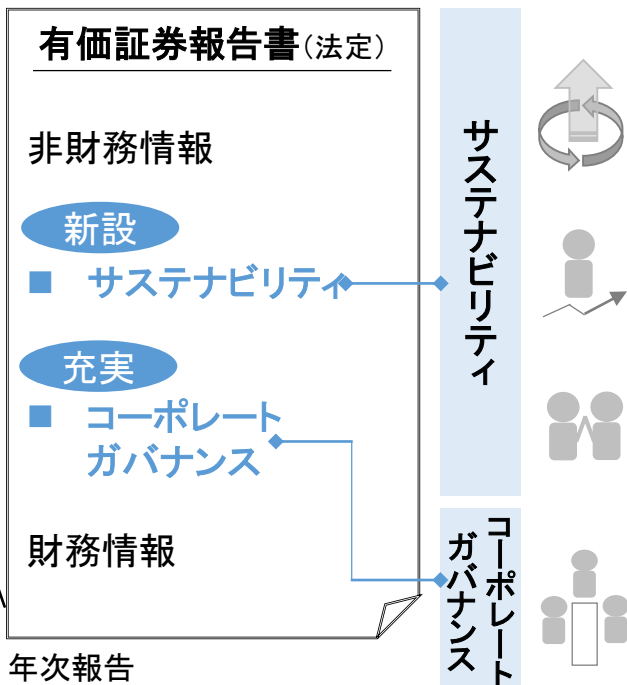 有価証券報告書(法定)
非財務情報
新設
■ サステナビリティ
充実
■ コーポレート
ガバナンス
財務情報
年次報告
サステナビリティ
コーポレート
ガバナンス